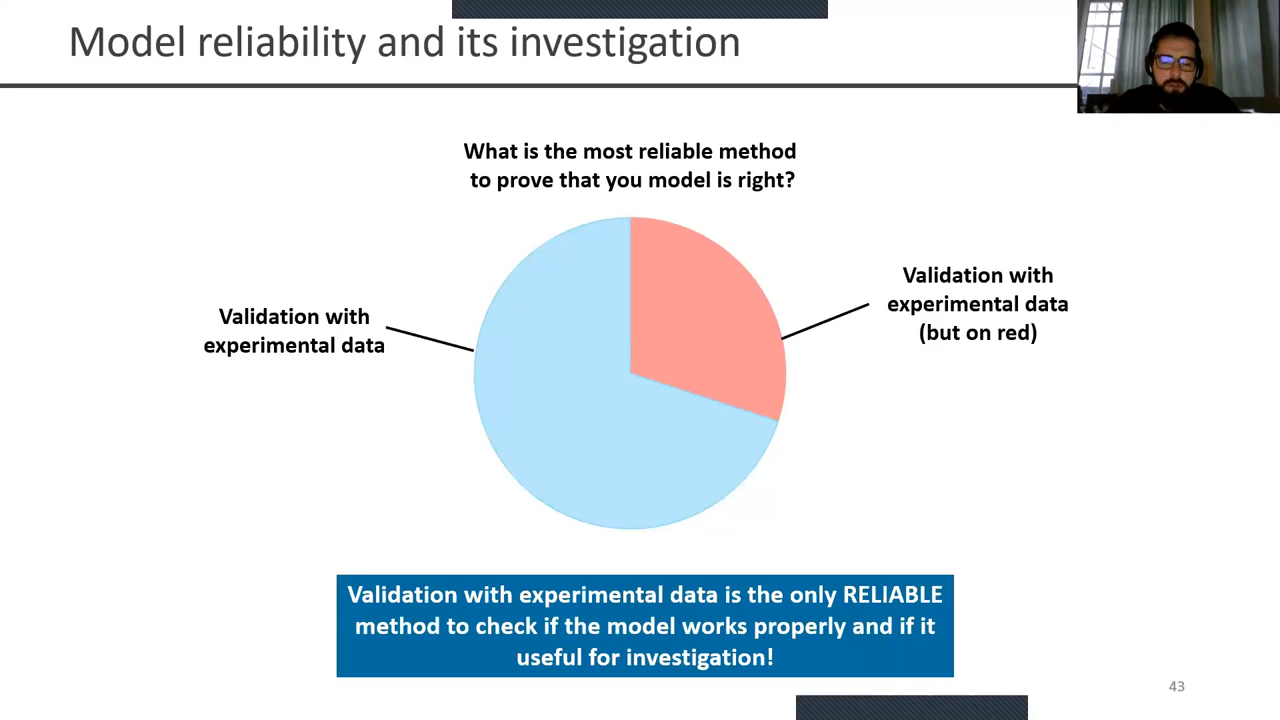 Model reliability and its investigation
What is the most reliable method
to prove that you model is right?
Validation with
experimental data
Validation with
experimental data
(but on red)
Validation with experimental data is the only RELIABLE
method to check if the model works properly and if it
useful for investigation!
43